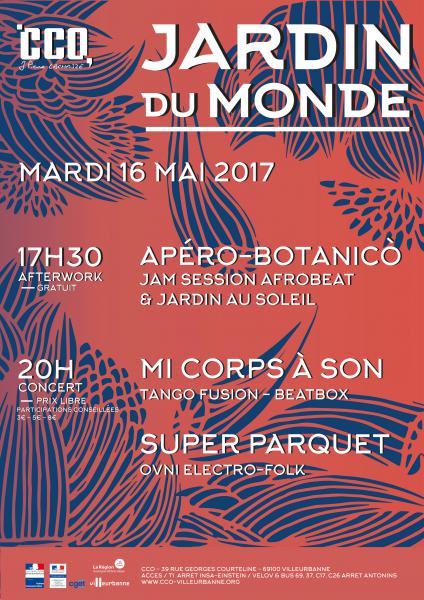 CCO
JARDIN
DU MONDE
MARDI 16 MAI 2017
17H30
AFTERWORK
— GRATUIT
APÉRO-BOTANICÒ
JAM SESSION AFROBEAT
& JARDIN AU SOLEIL
20H
CONCERT
— PRIX LIBRE
PARTICIPATIONS CONSEILLÉES
3€ - 5€ - 8€
MI CORPS À SON
TANGO FUSION - BEATBOX
SUPER PARQUET
OVNI ELECTRO-FOLK
La Région
cget
villeurbanne
CCO - 39 RUE GEORGES COURTELINE - 69100 VILLEURBANNE
ACCES / T1 ARRET INSA-EINSTEIN / VELOV & BUS 69, 37, C17, C26 ARRET ANTONINS
WWW.CCO-VILLEURBANNE.ORG